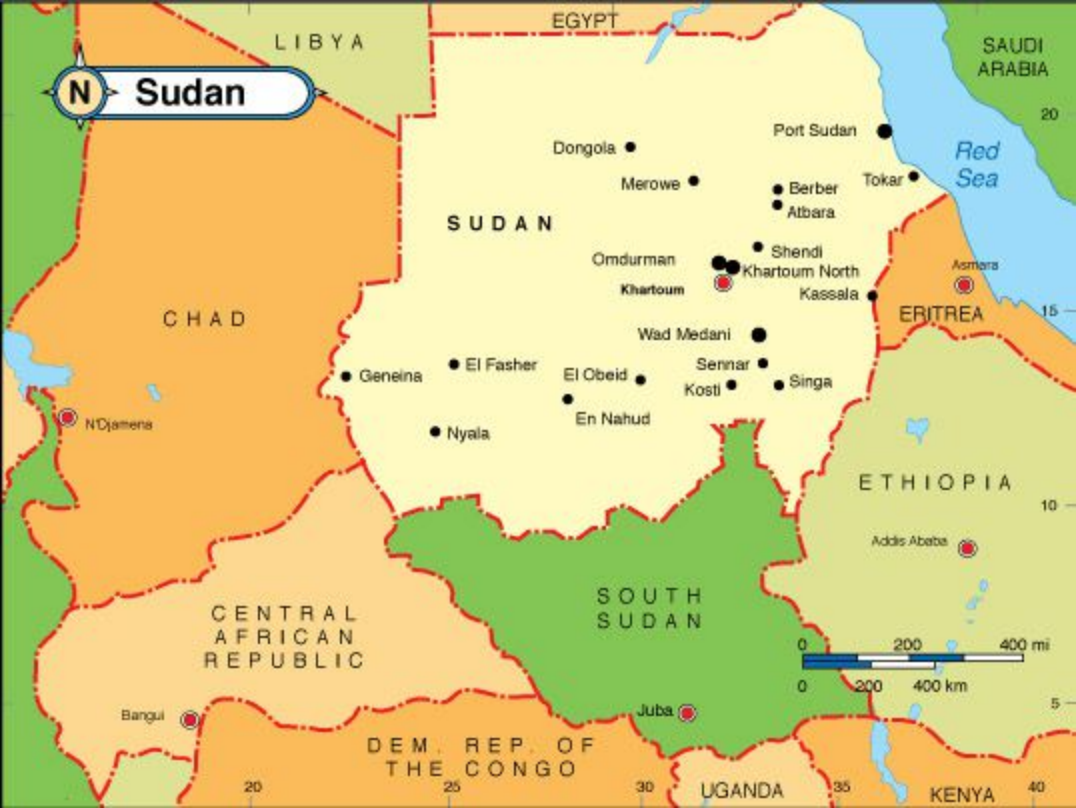 EGYPT
LIBYA
SAUDI
ARABIA
N
Sudan
20
Port Sudan
Dongola
Red
Sea
Merowe
Berber
Tokar
Atbara
SUDAN
Shendi
Omdurman
Khartoum North
Asmara
Khartoum
Kassala
15
ERITREA
CHAD
Wad Medani
El Fasher
Sennar
Geneina
El Obeid
Kosti
Singa
En Nahud
N'Djamena
Nyala
ETHIOPIA
10
Addis Ababa
SOUTH
SUDAN
CENTRAL
AFRICAN
REPUBLIC
0 200 400 mi
0 200 400 km
5
Bangui
Juba
DEM. REP. OF
THE CONGO
20 25 30 35 40
UGANDA
KENYA